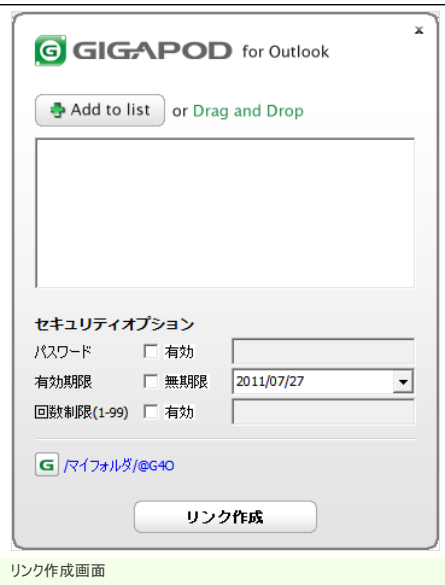 x
GIGAPOD for Outlook
Add to list or Drag and Drop
セキュリティオプション
パスワード 有効
有効期限 無期限 2011/07/27
回数制限(1-99) 有効
G /マイフォルダ/@G4O
リンク作成
リンク作成画面